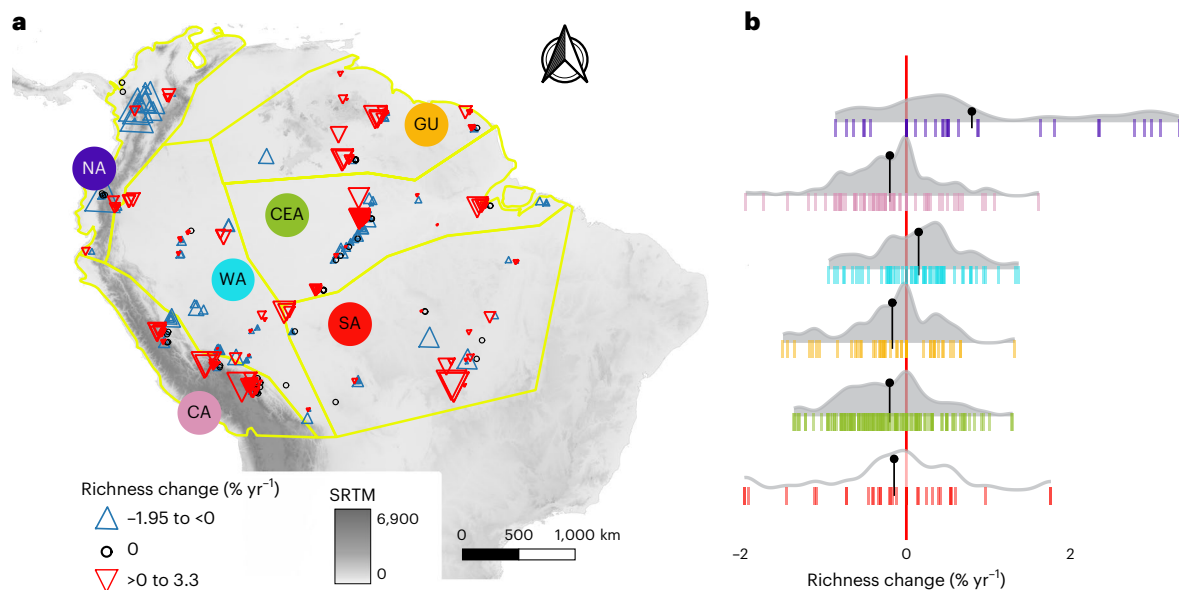 a
b
GU
NA
CEA
WA
SA
CA
Richness change (% yr⁻¹)
−1.95 to <0
0
>0 to 3.3
SRTM
6,900
0
0 500 1,000 km
−2 0 2
Richness change (% yr⁻¹)